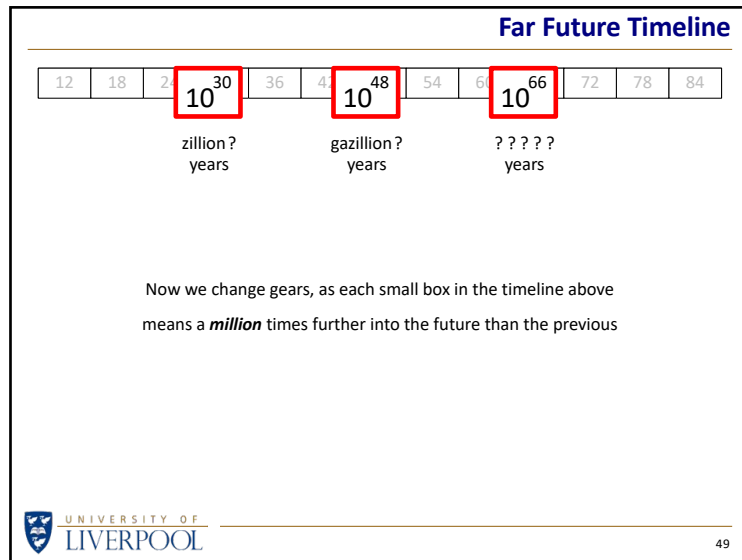 Far Future Timeline
12 18 10^30 36 10^48 54 10^66 72 78 84
zillion ? gazillion ? ? ? ? ? ?
years years years
Now we change gears, as each small box in the timeline above
means a million times further into the future than the previous
UNIVERSITY OF
LIVERPOOL
49